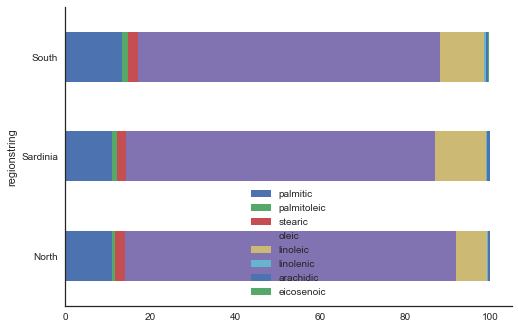 South
Sardinia
North
regionstring
palmitic
palmitoleic
stearic
oleic
linoleic
linolenic
arachidic
eicosenoic
0 20 40 60 80 100